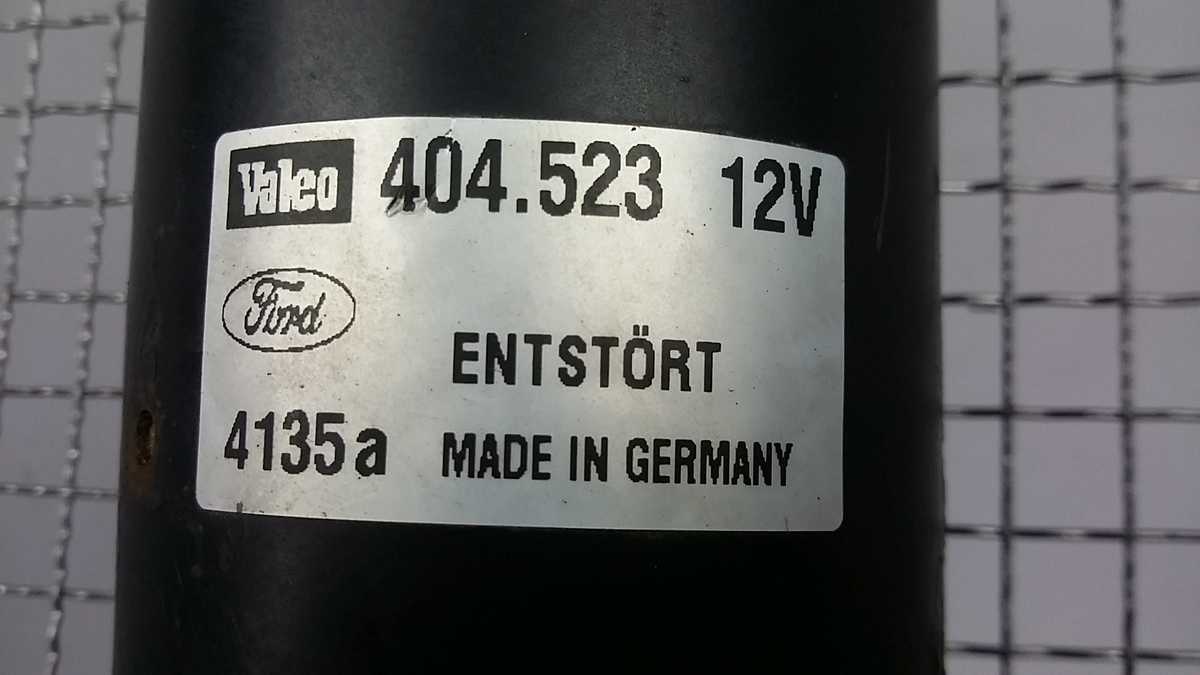 Valeo 404.523 12V
Ford
ENTSTÖRT
4135a MADE IN GERMANY